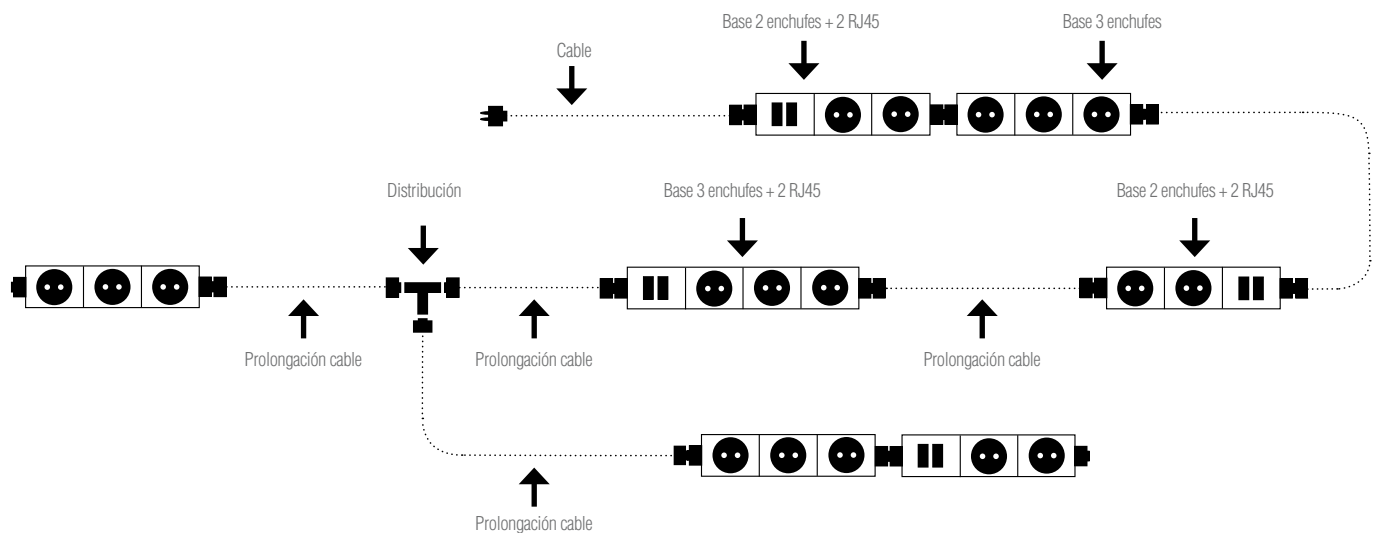 Base 2 enchufes + 2 RJ45
Base 3 enchufes
Cable
Distribución
Base 3 enchufes + 2 RJ45
Base 2 enchufes + 2 RJ45
Prolongación cable
Prolongación cable
Prolongación cable
Prolongación cable